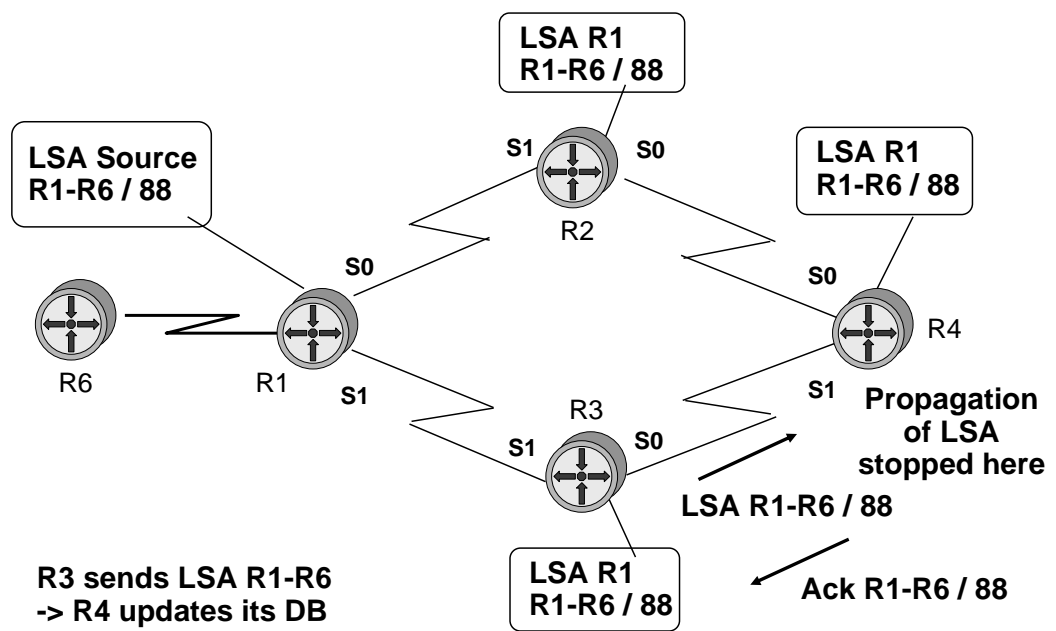 LSA R1
R1-R6 / 88
LSA Source
R1-R6 / 88
LSA R1
R1-R6 / 88
S1
S0
R2
S0
S0
R6
R1
R4
S1
S1
R3
Propagation
of LSA
stopped here
S1
S0
LSA R1-R6 / 88
R3 sends LSA R1-R6
-> R4 updates its DB
LSA R1
R1-R6 / 88
Ack R1-R6 / 88